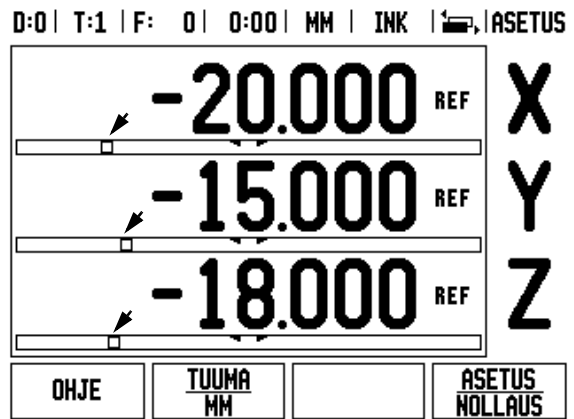 D:0 | T:1 | F: 0 | 0:00 | MM | INK | | ASETUS
-20.000 REF X
-15.000 REF Y
-18.000 REF Z
OHJE TUUMA/MM ASETUS/NOLLAUS